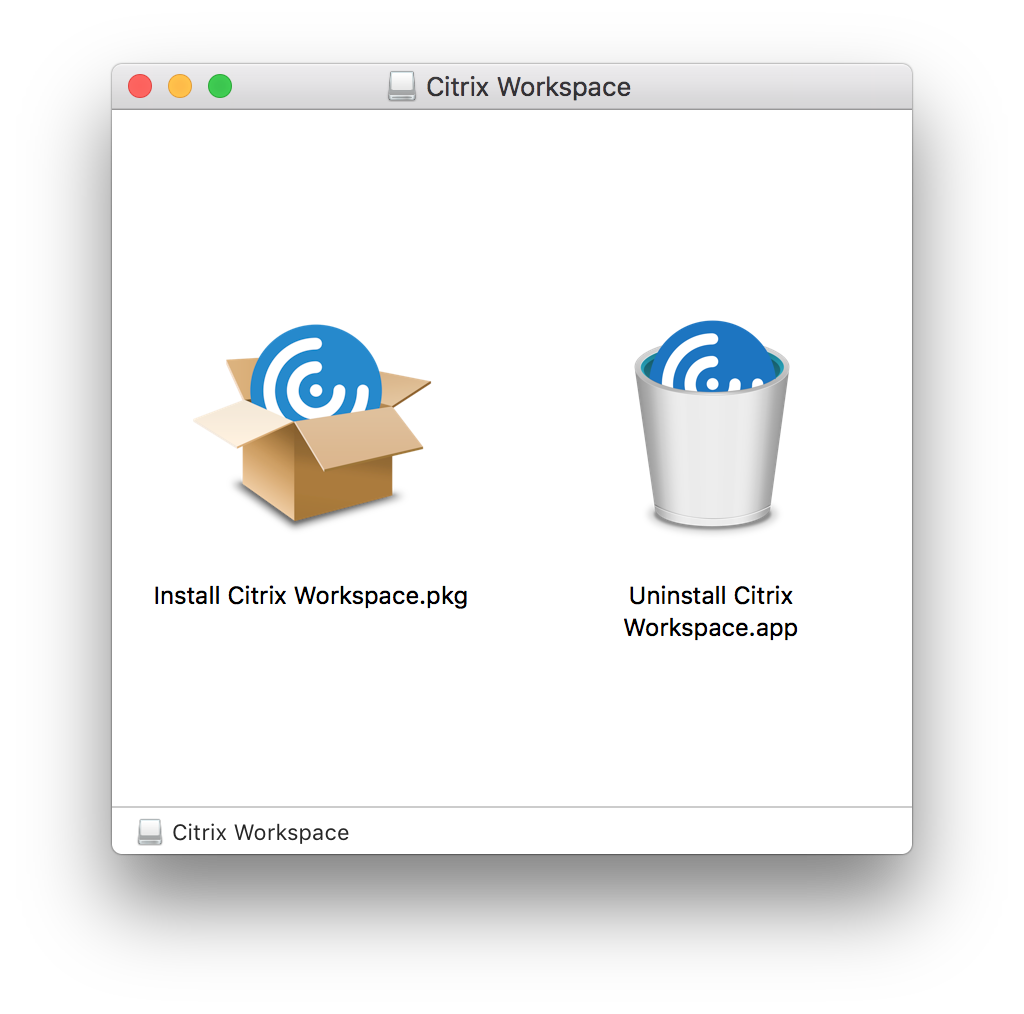 Citrix Workspace
Install Citrix Workspace.pkg
Uninstall Citrix
Workspace.app
Citrix Workspace